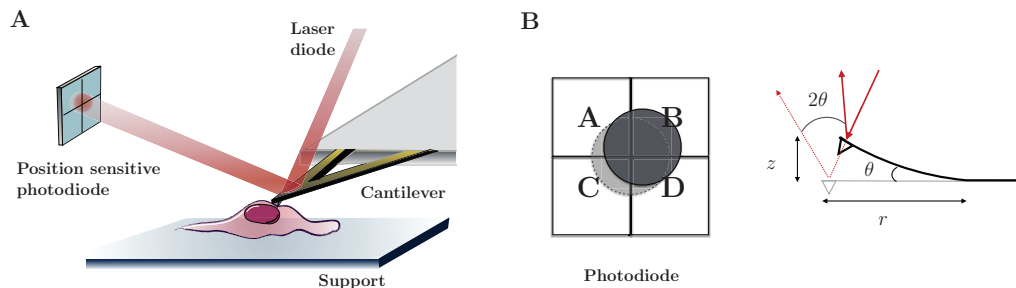 A
Laser
diode
Position sensitive
photodiode
Cantilever
Support
B
A
B
C
D
Photodiode
2θ
z
θ
r